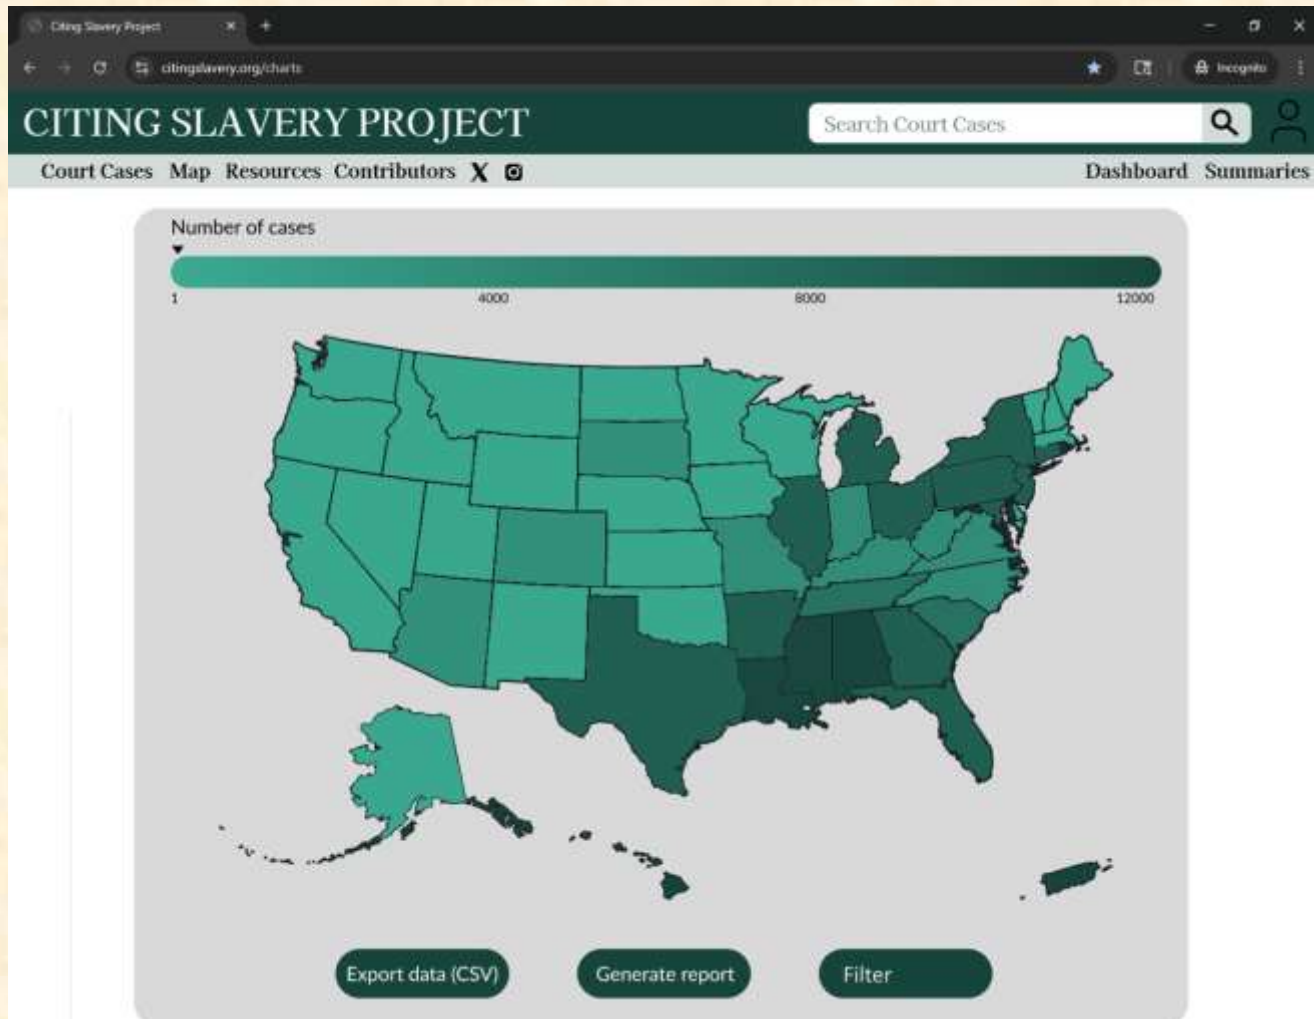 Citing Slavery Project
citingslavery.org/charts
Incognito
CITING SLAVERY PROJECT
Search Court Cases
Court Cases Map Resources Contributors X
Dashboard Summaries
Number of cases
1 4000 8000 12000
Export data (CSV) Generate report Filter